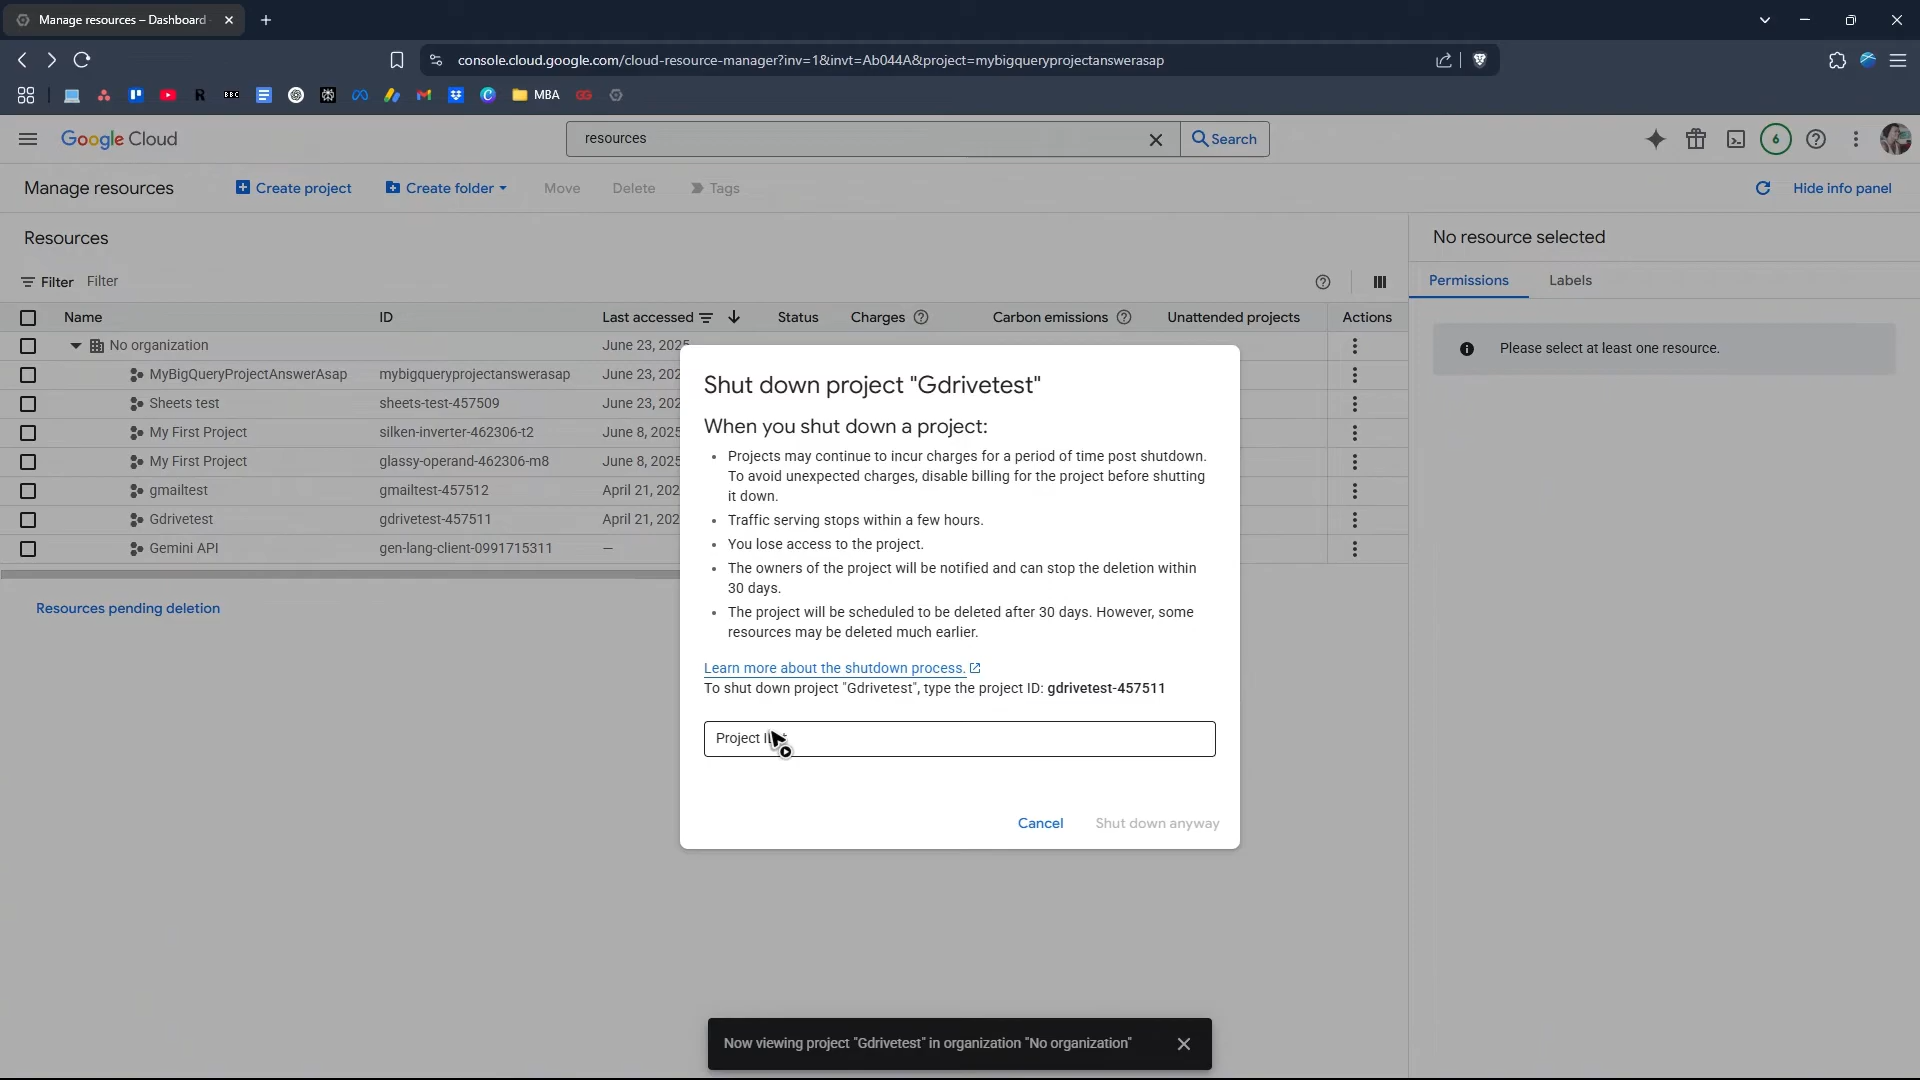 Manage resources – Dashboard
console.cloud.google.com/cloud-resource-manager?inv=1&invt=Ab044A&project=mybigqueryprojectanswerasap
BBC
MBA
Google Cloud
resources
Search
6
Manage resources
Create project
Create folder
Move
Delete
Tags
Hide info panel
Resources
No resource selected
Filter
Filter
Permissions
Labels
Name
ID
Last accessed
Status
Charges
Carbon emissions
Unattended projects
Actions
No organization
June 23, 2025
Please select at least one resource.
MyBigQueryProjectAnswerAsap
mybigqueryprojectanswerasap
June 23, 202
Sheets test
sheets-test-457509
June 23, 202
My First Project
silken-inverter-462306-t2
June 8, 2025
My First Project
glassy-operand-462306-m8
June 8, 2025
gmailtest
gmailtest-457512
April 21, 202
Gdrivetest
gdrivetest-457511
April 21, 202
Gemini API
gen-lang-client-0991715311
—
Resources pending deletion
Shut down project "Gdrivetest"
When you shut down a project:
Projects may continue to incur charges for a period of time post shutdown.
To avoid unexpected charges, disable billing for the project before shutting
it down.
Traffic serving stops within a few hours.
You lose access to the project.
The owners of the project will be notified and can stop the deletion within
30 days.
The project will be scheduled to be deleted after 30 days. However, some
resources may be deleted much earlier.
Learn more about the shutdown process.
To shut down project "Gdrivetest", type the project ID: gdrivetest-457511
Project
Cancel
Shut down anyway
Now viewing project "Gdrivetest" in organization "No organization"